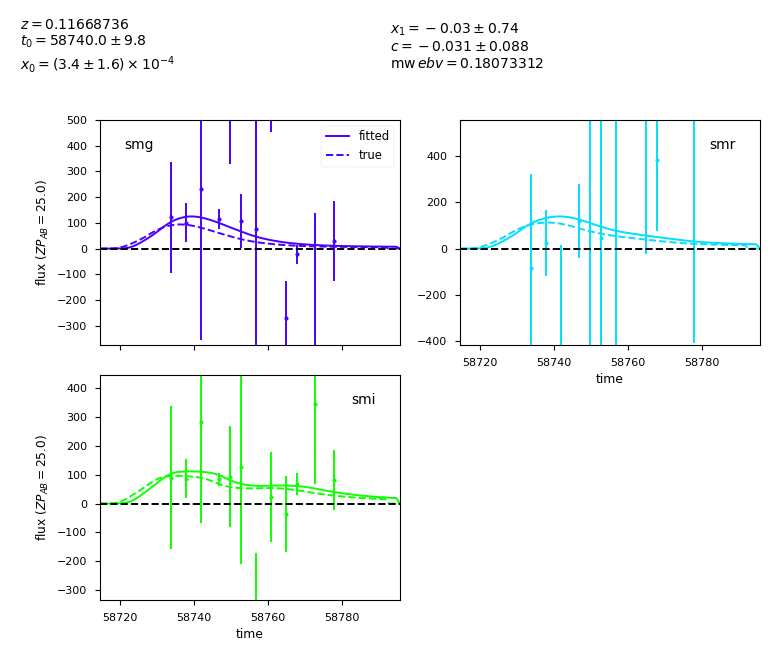 z = 0.11668736
t₀ = 58740.0 ± 9.8
x₀ = (3.4 ± 1.6) × 10⁻⁴
x₁ = −0.03 ± 0.74
c = −0.031 ± 0.088
mw ebv = 0.18073312
smg
fitted
true
500
400
300
200
100
0
−100
−200
−300
flux (ZP_AB = 25.0)
smr
400
200
0
−200
−400
58720 58740 58760 58780
time
smi
400
300
200
100
0
−100
−200
−300
flux (ZP_AB = 25.0)
58720 58740 58760 58780
time